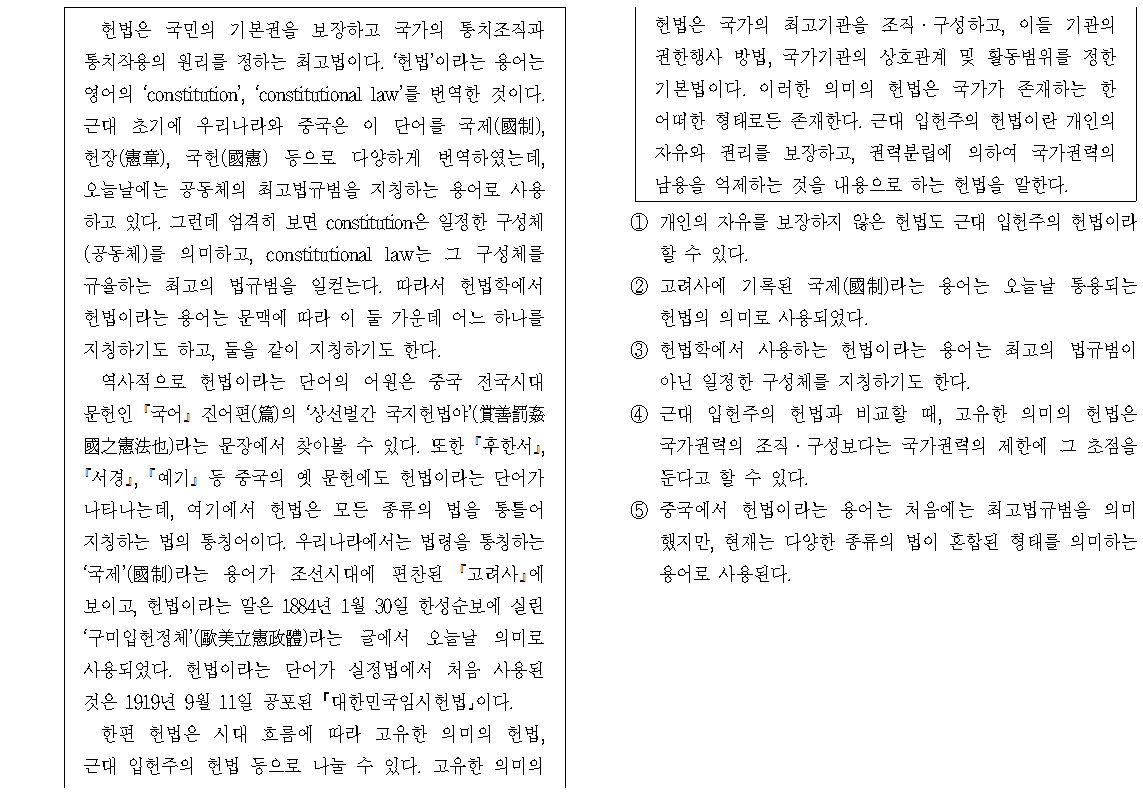 헌법은 국민의 기본권을 보장하고 국가의 통치조직과
통치작용의 원리를 정하는 최고법이다. ‘헌법’이라는 용어는
영어의 ‘constitution’, ‘constitutional law’를 번역한 것이다.
근대 초기에 우리나라와 중국은 이 단어를 국제(國制),
헌장(憲章), 국헌(國憲) 등으로 다양하게 번역하였는데,
오늘날에는 공동체의 최고법규범을 지칭하는 용어로 사용
하고 있다. 그런데 엄격히 보면 constitution은 일정한 구성체
(공동체)를 의미하고, constitutional law는 그 구성체를
규율하는 최고의 법규범을 일컫는다. 따라서 헌법학에서
헌법이라는 용어는 문맥에 따라 이 둘 가운데 어느 하나를
지칭하기도 하고, 둘을 같이 지칭하기도 한다.
역사적으로 헌법이라는 단어의 어원은 중국 전국시대
문헌인 『국어』 진어편(篇)의 ‘상선벌간 국지헌법야’(賞善罰姦
國之憲法也)라는 문장에서 찾아볼 수 있다. 또한 『후한서』,
『서경』, 『예기』 등 중국의 옛 문헌에도 헌법이라는 단어가
나타나는데, 여기에서 헌법은 모든 종류의 법을 통틀어
지칭하는 법의 통칭어이다. 우리나라에서는 법령을 통칭하는
‘국제’(國制)라는 용어가 조선시대에 편찬된 『고려사』에
보이고, 헌법이라는 말은 1884년 1월 30일 한성순보에 실린
‘구미입헌정체’(歐美立憲政體)라는 글에서 오늘날 의미로
사용되었다. 헌법이라는 단어가 실정법에서 처음 사용된
것은 1919년 9월 11일 공포된 「대한민국임시헌법」이다.
한편 헌법은 시대 흐름에 따라 고유한 의미의 헌법,
근대 입헌주의 헌법 등으로 나눌 수 있다. 고유한 의미의
헌법은 국가의 최고기관을 조직·구성하고, 이들 기관의
권한행사 방법, 국가기관의 상호관계 및 활동범위를 정한
기본법이다. 이러한 의미의 헌법은 국가가 존재하는 한
어떠한 형태로든 존재한다. 근대 입헌주의 헌법이란 개인의
자유와 권리를 보장하고, 권력분립에 의하여 국가권력의
남용을 억제하는 것을 내용으로 하는 헌법을 말한다.
① 개인의 자유를 보장하지 않은 헌법도 근대 입헌주의 헌법이라
할 수 있다.
② 고려사에 기록된 국제(國制)라는 용어는 오늘날 통용되는
헌법의 의미로 사용되었다.
③ 헌법학에서 사용하는 헌법이라는 용어는 최고의 법규범이
아닌 일정한 구성체를 지칭하기도 한다.
④ 근대 입헌주의 헌법과 비교할 때, 고유한 의미의 헌법은
국가권력의 조직·구성보다는 국가권력의 제한에 그 초점을
둔다고 할 수 있다.
⑤ 중국에서 헌법이라는 용어는 처음에는 최고법규범을 의미
했지만, 현재는 다양한 종류의 법이 혼합된 형태를 의미하는
용어로 사용된다.